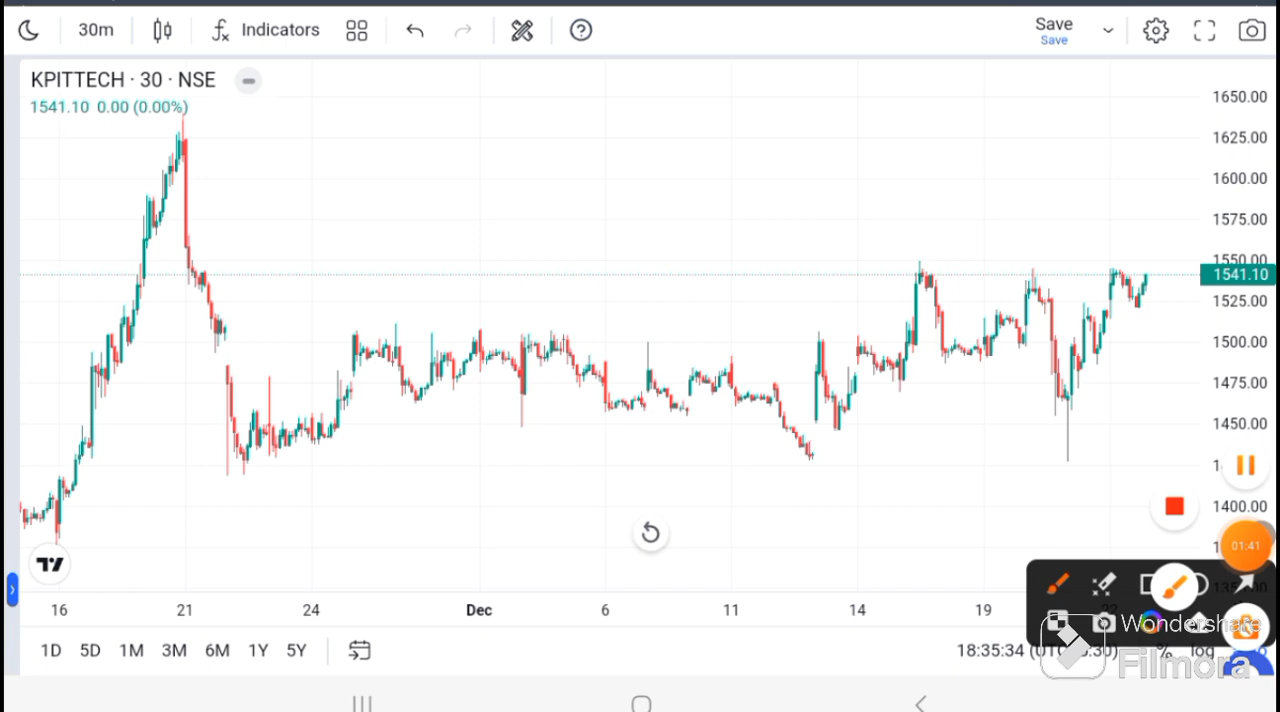 30m
Indicators
Save
Save
KPITTECH · 30 · NSE
1541.10 0.00 (0.00%)
1650.00
1625.00
1600.00
1575.00
1550.00
1541.10
1525.00
1500.00
1475.00
1450.00
1400.00
01:41
16 21 24 Dec 6 11 14 19 22
1D 5D 1M 3M 6M 1Y 5Y
18:35:34 (UTC
% log
Wondershare
Filmora